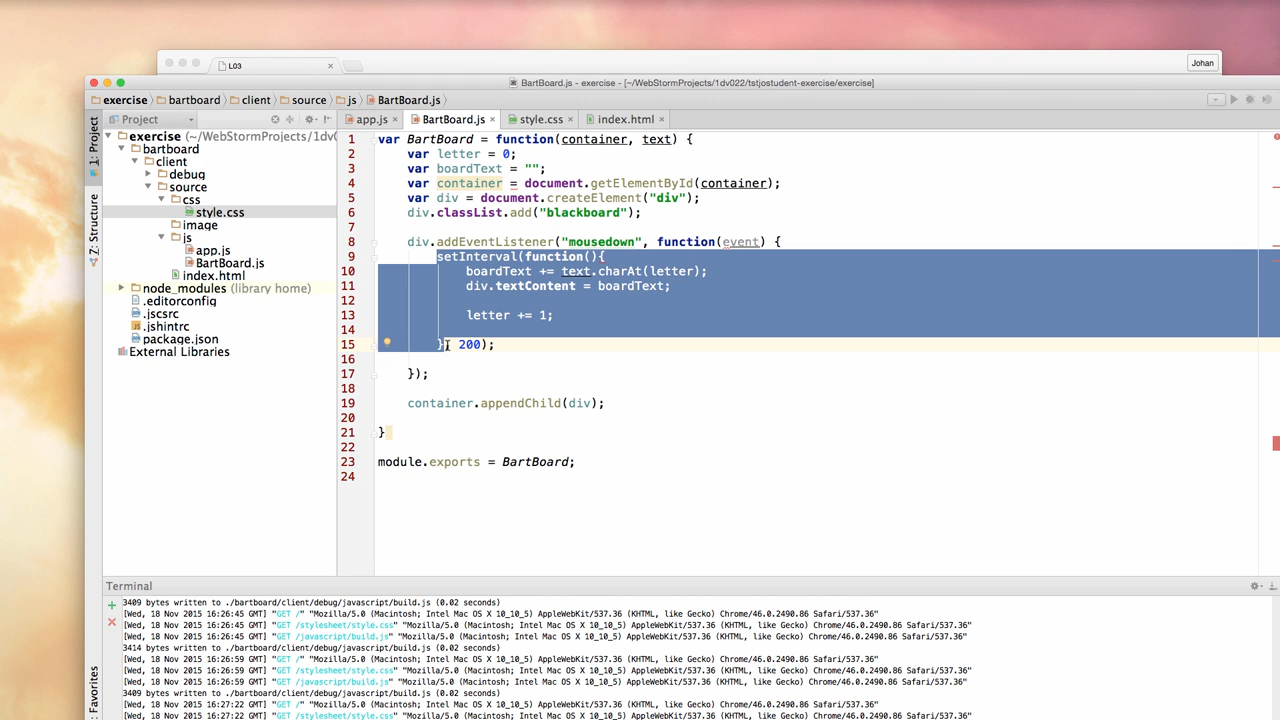 L03
Johan
BartBoard.js - exercise - [~/WebStormProjects/1dv022/tstjostudent-exercise/exercise]
exercise bartboard client source js BartBoard.js
Project app.js BartBoard.js style.css index.html
1: Project
Z: Structure
Favorites
exercise (~/WebStormProjects/1dv0
bartboard
client
debug
source
css
style.css
image
js
app.js
BartBoard.js
index.html
node_modules (library home)
.editorconfig
.jscsrc
.jshintrc
package.json
External Libraries
1 var BartBoard = function(container, text) {
2 var letter = 0;
3 var boardText = "";
4 var container = document.getElementById(container);
5 var div = document.createElement("div");
6 div.classList.add("blackboard");
7
8 div.addEventListener("mousedown", function(event) {
9 setInterval(function(){
10 boardText += text.charAt(letter);
11 div.textContent = boardText;
12
13 letter += 1;
14
15 }, 200);
16
17 });
18
19 container.appendChild(div);
20
21 }
22
23 module.exports = BartBoard;
24
Terminal
3409 bytes written to ./bartboard/client/debug/javascript/build.js (0.02 seconds)
[Wed, 18 Nov 2015 16:26:45 GMT] "GET /" "Mozilla/5.0 (Macintosh; Intel Mac OS X 10_10_5) AppleWebKit/537.36 (KHTML, like Gecko) Chrome/46.0.2490.86 Safari/537.36"
[Wed, 18 Nov 2015 16:26:45 GMT] "GET /stylesheet/style.css" "Mozilla/5.0 (Macintosh; Intel Mac OS X 10_10_5) AppleWebKit/537.36 (KHTML, like Gecko) Chrome/46.0.2490.86 Safari/537.36"
[Wed, 18 Nov 2015 16:26:45 GMT] "GET /javascript/build.js" "Mozilla/5.0 (Macintosh; Intel Mac OS X 10_10_5) AppleWebKit/537.36 (KHTML, like Gecko) Chrome/46.0.2490.86 Safari/537.36"
3414 bytes written to ./bartboard/client/debug/javascript/build.js (0.02 seconds)
[Wed, 18 Nov 2015 16:26:59 GMT] "GET /" "Mozilla/5.0 (Macintosh; Intel Mac OS X 10_10_5) AppleWebKit/537.36 (KHTML, like Gecko) Chrome/46.0.2490.86 Safari/537.36"
[Wed, 18 Nov 2015 16:26:59 GMT] "GET /stylesheet/style.css" "Mozilla/5.0 (Macintosh; Intel Mac OS X 10_10_5) AppleWebKit/537.36 (KHTML, like Gecko) Chrome/46.0.2490.86 Safari/537.36"
[Wed, 18 Nov 2015 16:26:59 GMT] "GET /javascript/build.js" "Mozilla/5.0 (Macintosh; Intel Mac OS X 10_10_5) AppleWebKit/537.36 (KHTML, like Gecko) Chrome/46.0.2490.86 Safari/537.36"
3409 bytes written to ./bartboard/client/debug/javascript/build.js (0.02 seconds)
[Wed, 18 Nov 2015 16:27:22 GMT] "GET /" "Mozilla/5.0 (Macintosh; Intel Mac OS X 10_10_5) AppleWebKit/537.36 (KHTML, like Gecko) Chrome/46.0.2490.86 Safari/537.36"
[Wed, 18 Nov 2015 16:27:22 GMT] "GET /stylesheet/style.css" "Mozilla/5.0 (Macintosh; Intel Mac OS X 10_10_5) AppleWebKit/537.36 (KHTML, like Gecko) Chrome/46.0.2490.86 Safari/537.36"